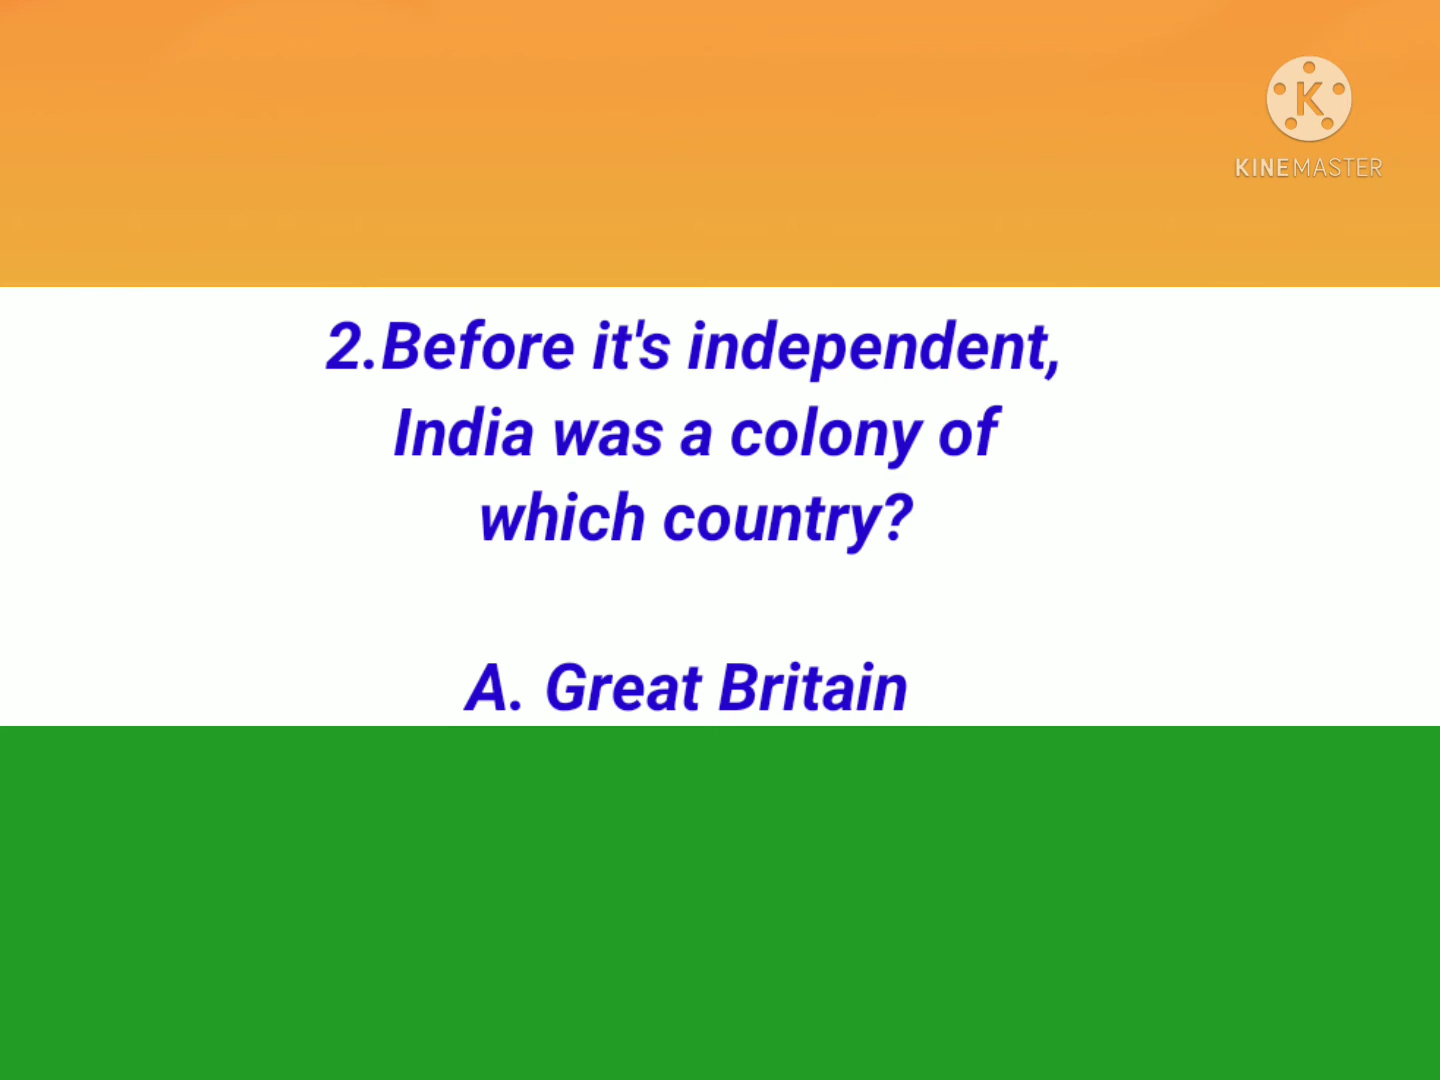 K
KINEMASTER
2.Before it's independent,
India was a colony of
which country?
A. Great Britain